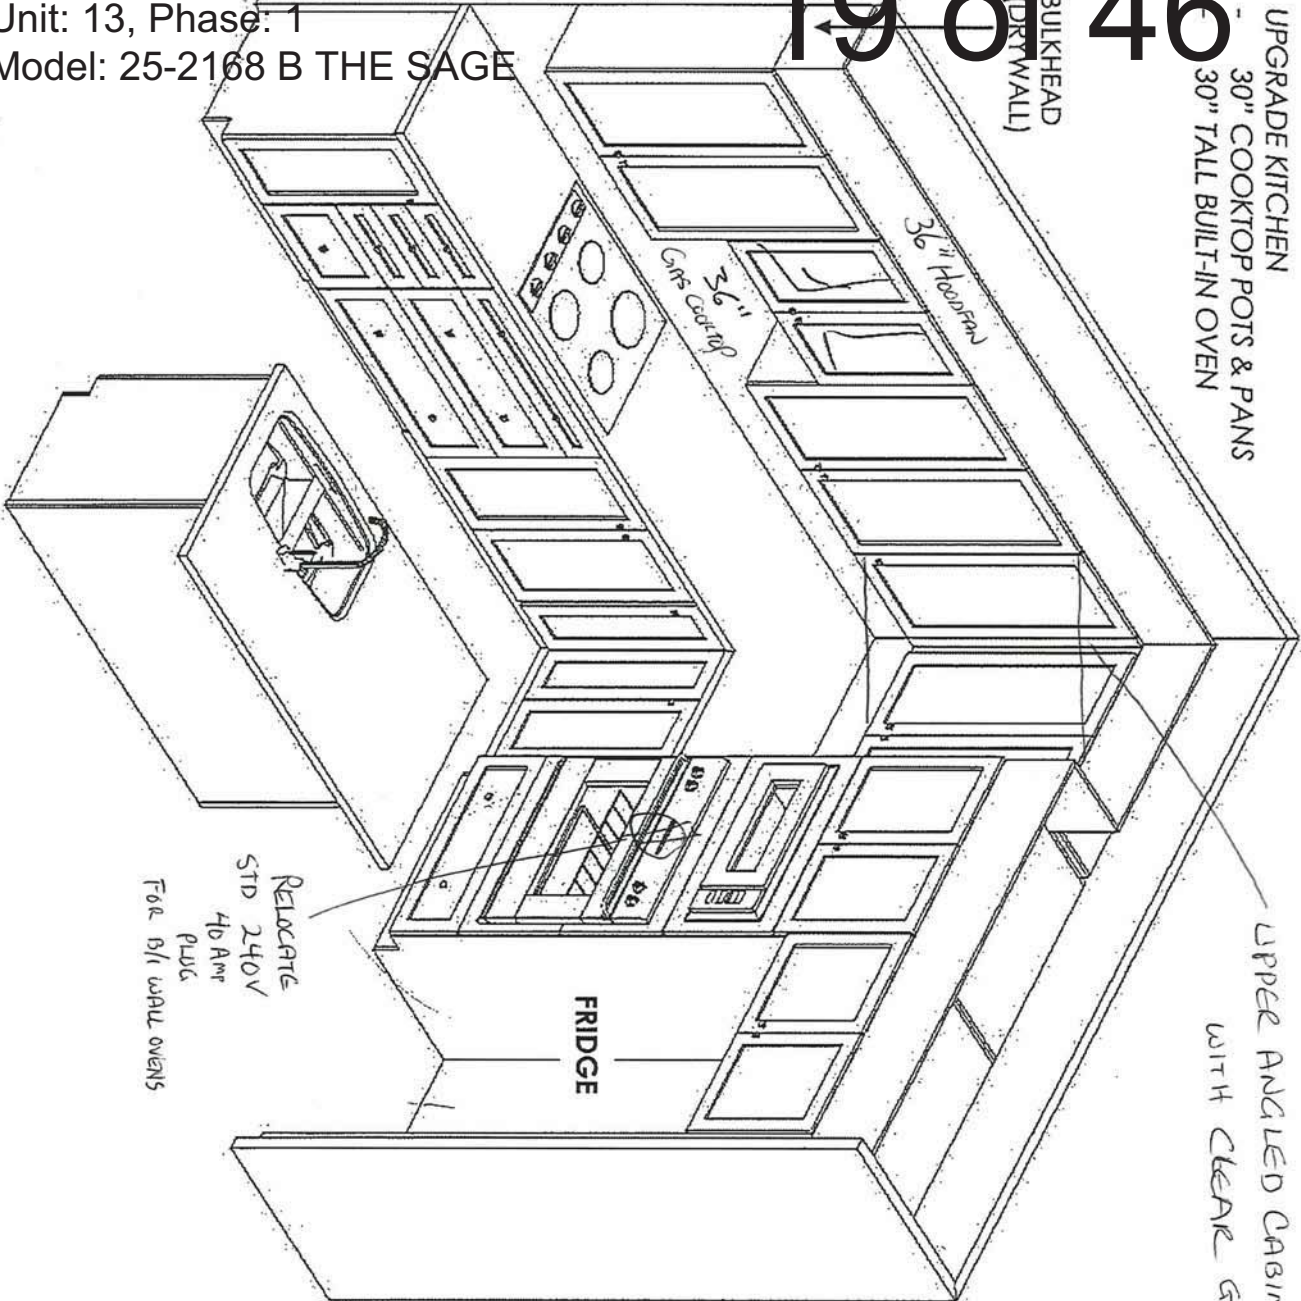 Unit: 13, Phase: 1
Model: 25-2168 B THE SAGE
19 of 46
UPGRADE KITCHEN
- 30" COOKTOP POTS & PANS
- 30" TALL BUILT-IN OVEN
BULKHEAD
(DRYWALL)
36" HOODFAN
36"
GAS COOKTOP
UPPER ANGLED
WITH CLEAR
FRIDGE
RELOCATE
STD 240V
40 AMP
PLUG
FOR B/I WALL OVENS